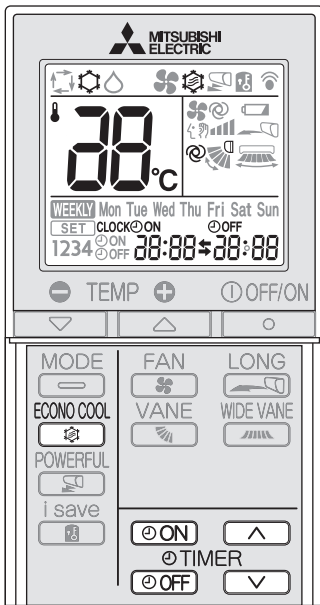 MITSUBISHI
ELECTRIC
88°C
WEEKLY Mon Tue Wed Thu Fri Sat Sun
SET CLOCK ON OFF
1234 ON OFF 88:88 88:88
TEMP OFF/ON
MODE FAN LONG
ECONO COOL VANE WIDE VANE
POWERFUL
i save
ON
TIMER
OFF